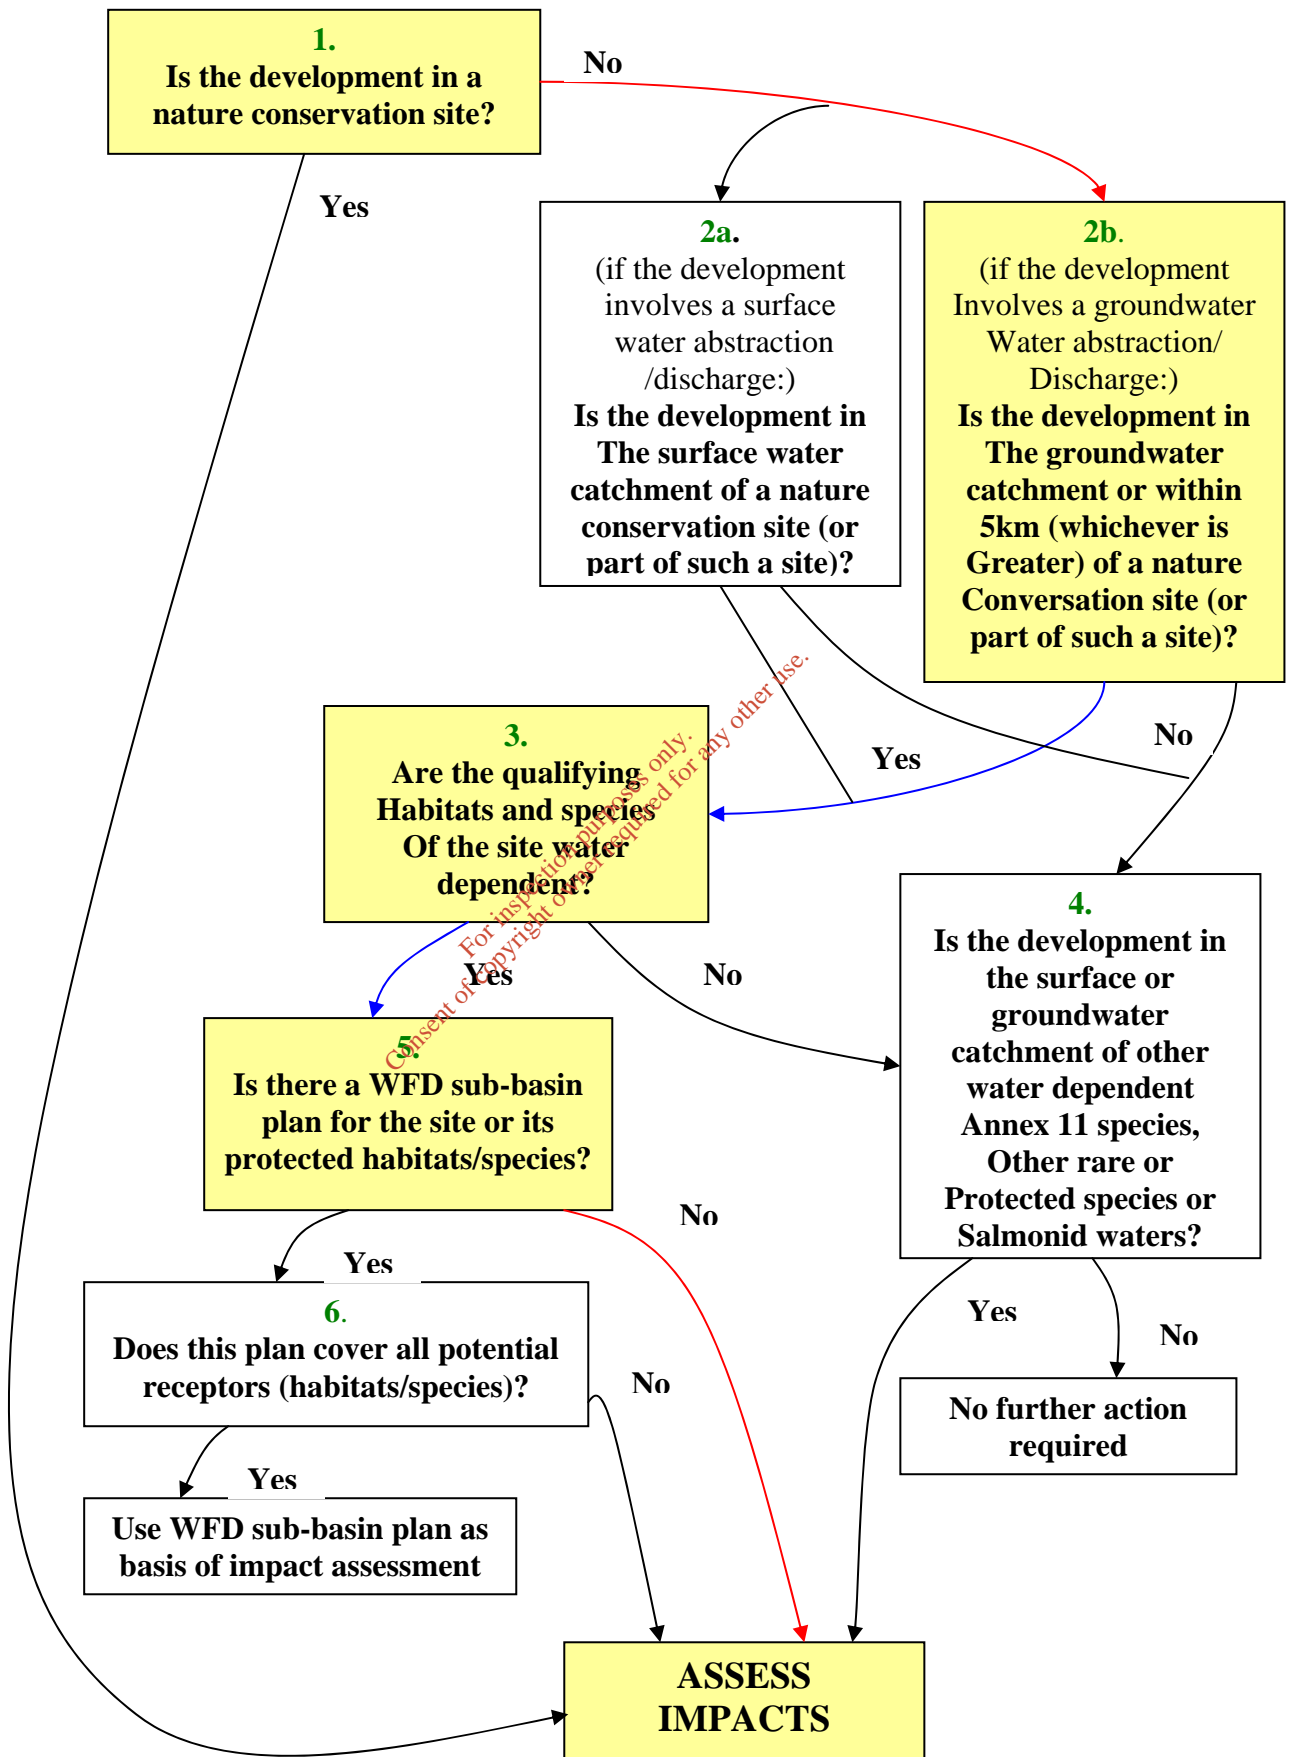 1.
Is the development in a
nature conservation site?
No
Yes
2a.
(if the development
involves a surface
water abstraction
/discharge:)
Is the development in
The surface water
catchment of a nature
conservation site (or
part of such a site)?
2b.
(if the development
Involves a groundwater
Water abstraction/
Discharge:)
Is the development in
The groundwater
catchment or within
5km (whichever is
Greater) of a nature
Conversation site (or
part of such a site)?
Yes
No
3.
Are the qualifying
Habitats and species
Of the site water
dependent?
For inspection purposes only.
Consent of copyright owner required for any other use.
Yes
No
4.
Is the development in
the surface or
groundwater
catchment of other
water dependent
Annex 11 species,
Other rare or
Protected species or
Salmonid waters?
5.
Is there a WFD sub-basin
plan for the site or its
protected habitats/species?
No
Yes
Yes
No
6.
Does this plan cover all potential
receptors (habitats/species)?
No
No further action
required
Yes
Use WFD sub-basin plan as
basis of impact assessment
ASSESS
IMPACTS